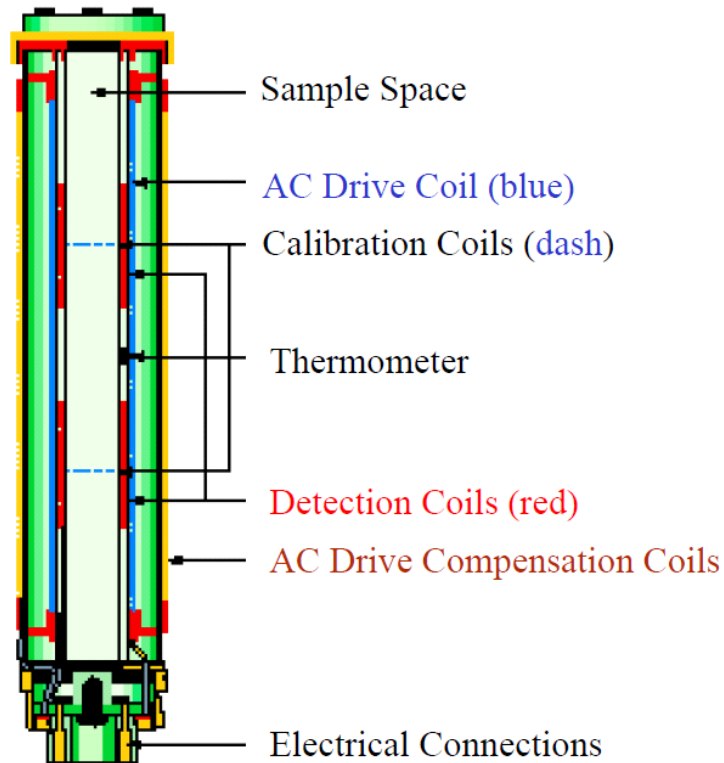 Sample Space
AC Drive Coil (blue)
Calibration Coils (dash)
Thermometer
Detection Coils (red)
AC Drive Compensation Coils
Electrical Connections